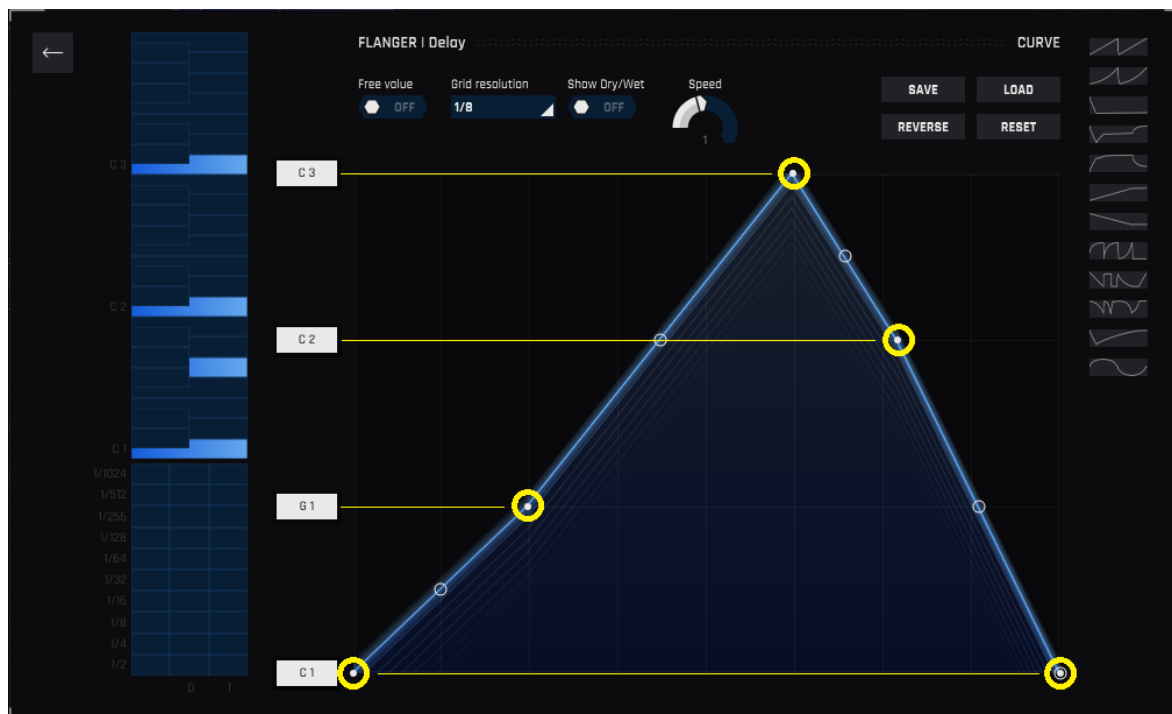 ←
FLANGER | Delay
CURVE
Free value
Grid resolution
Show Dry/Wet
Speed
OFF
1/8
OFF
1
SAVE
LOAD
REVERSE
RESET
C 3
C 3
C 2
C 2
G 1
C 1
C 1
1/1024
1/512
1/256
1/128
1/64
1/32
1/16
1/8
1/4
1/2
D T